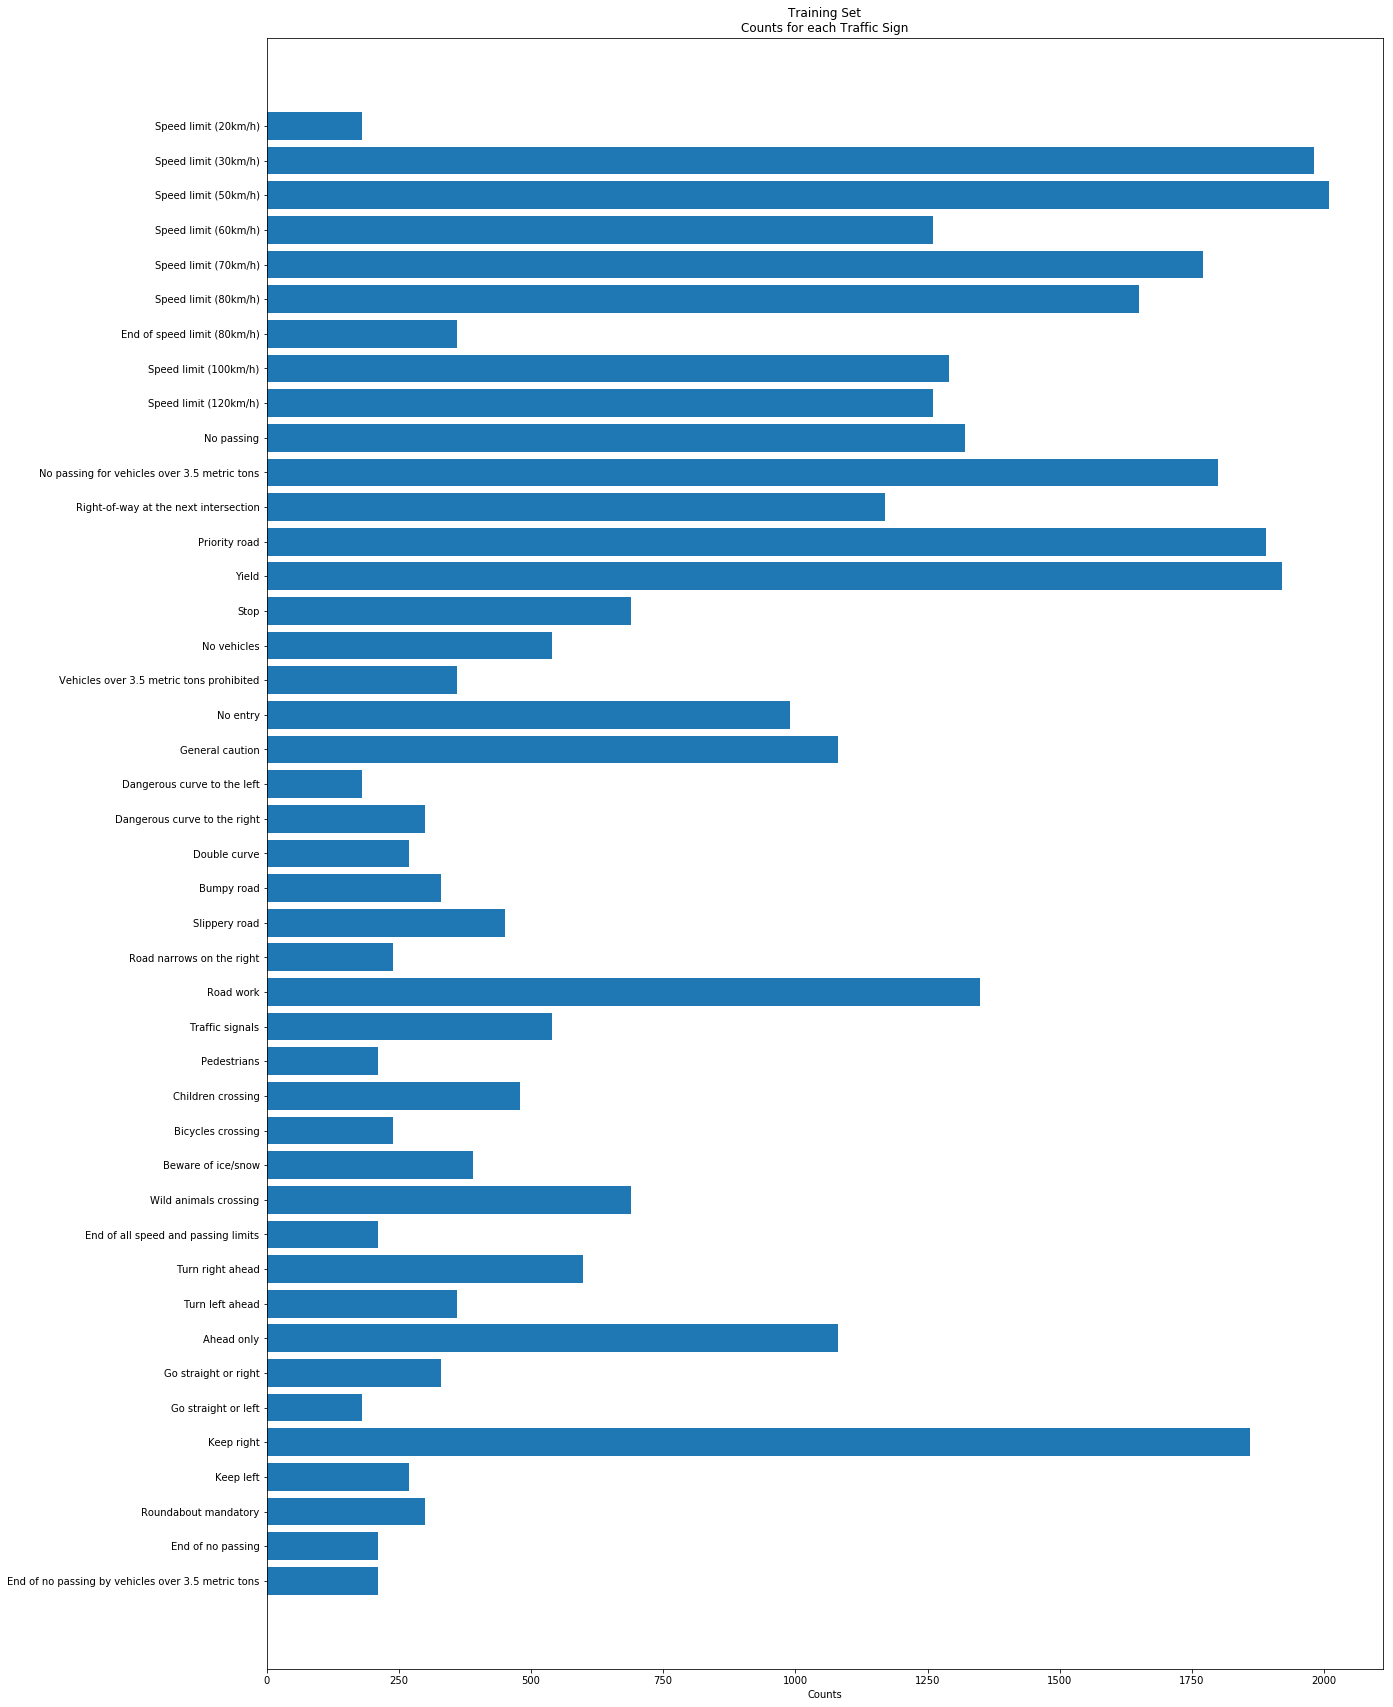 Training Set
Counts for each Traffic Sign
Speed limit (20km/h)
Speed limit (30km/h)
Speed limit (50km/h)
Speed limit (60km/h)
Speed limit (70km/h)
Speed limit (80km/h)
End of speed limit (80km/h)
Speed limit (100km/h)
Speed limit (120km/h)
No passing
No passing for vehicles over 3.5 metric tons
Right-of-way at the next intersection
Priority road
Yield
Stop
No vehicles
Vehicles over 3.5 metric tons prohibited
No entry
General caution
Dangerous curve to the left
Dangerous curve to the right
Double curve
Bumpy road
Slippery road
Road narrows on the right
Road work
Traffic signals
Pedestrians
Children crossing
Bicycles crossing
Beware of ice/snow
Wild animals crossing
End of all speed and passing limits
Turn right ahead
Turn left ahead
Ahead only
Go straight or right
Go straight or left
Keep right
Keep left
Roundabout mandatory
End of no passing
End of no passing by vehicles over 3.5 metric tons
0 250 500 750 1000 1250 1500 1750 2000
Counts